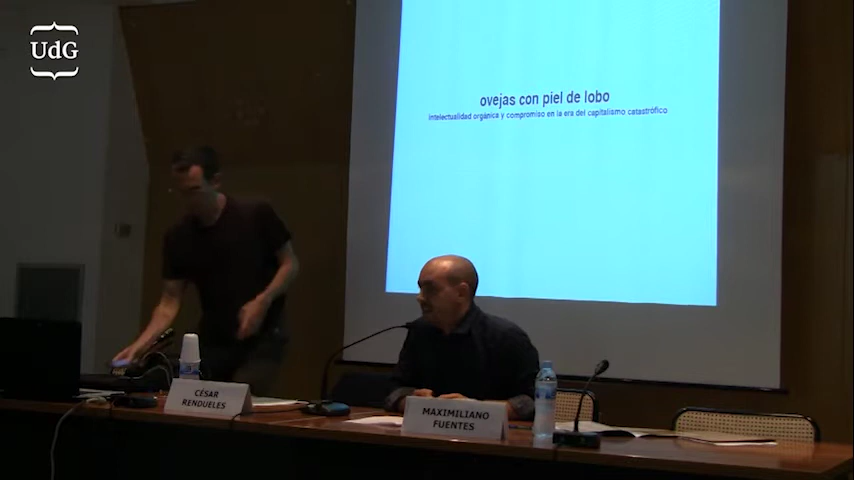 UdG
ovejas con piel de lobo
intelectualidad orgánica y compromiso en la era del capitalismo catastrófico
CÉSAR
RENDUELES
MAXIMILIANO
FUENTES